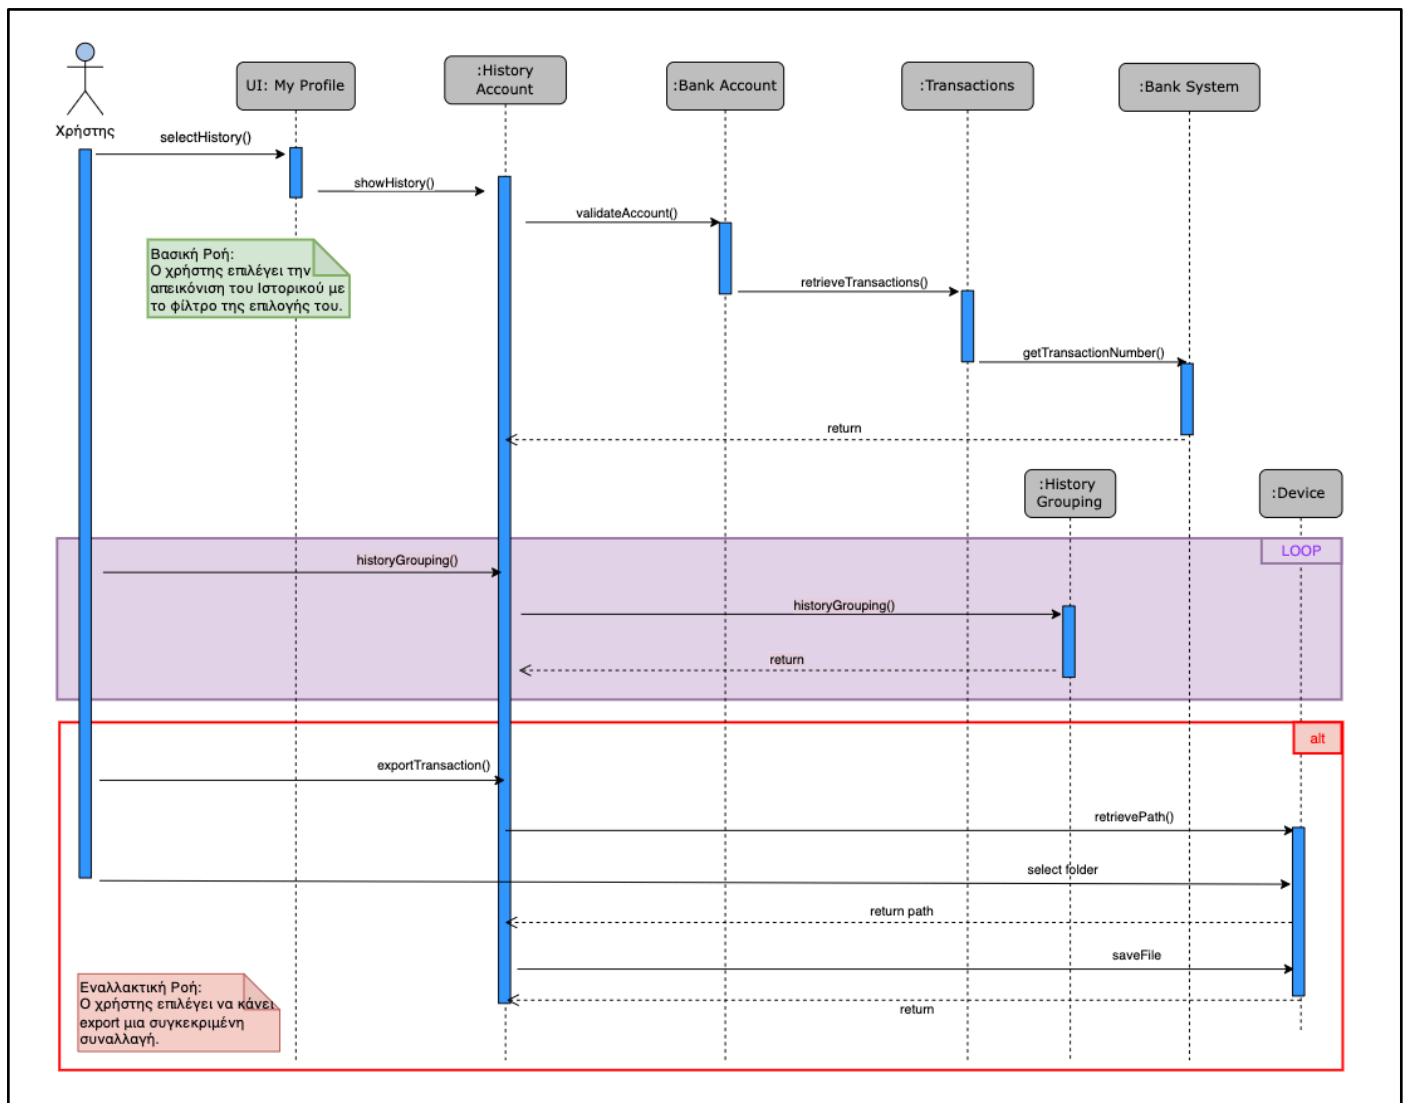 :History
Account
UI: My Profile
:Bank Account
:Transactions
:Bank System
Χρήστης
selectHistory()
showHistory()
validateAccount()
Βασική Ροή:
Ο χρήστης επιλέγει την
απεικόνιση του Ιστορικού με
το φίλτρο της επιλογής του.
retrieveTransactions()
getTransactionNumber()
return
:History
Grouping
:Device
LOOP
historyGrouping()
historyGrouping()
return
alt
exportTransaction()
retrievePath()
select folder
return path
saveFile
Εναλλακτική Ροή:
Ο χρήστης επιλέγει να κάνει
export μια συγκεκριμένη
συναλλαγή.
return